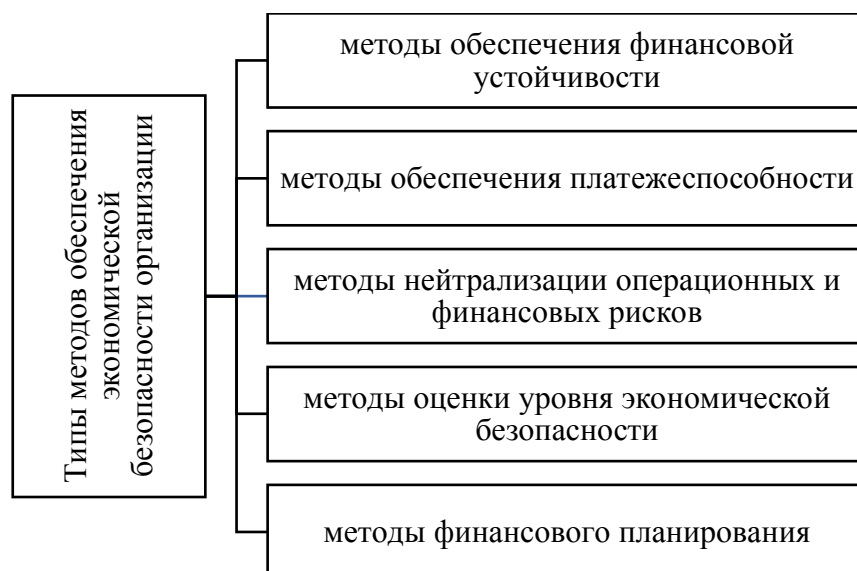 Типы методов обеспечения
экономической
безопасности организации
методы обеспечения финансовой
устойчивости
методы обеспечения платежеспособности
методы нейтрализации операционных и
финансовых рисков
методы оценки уровня экономической
безопасности
методы финансового планирования